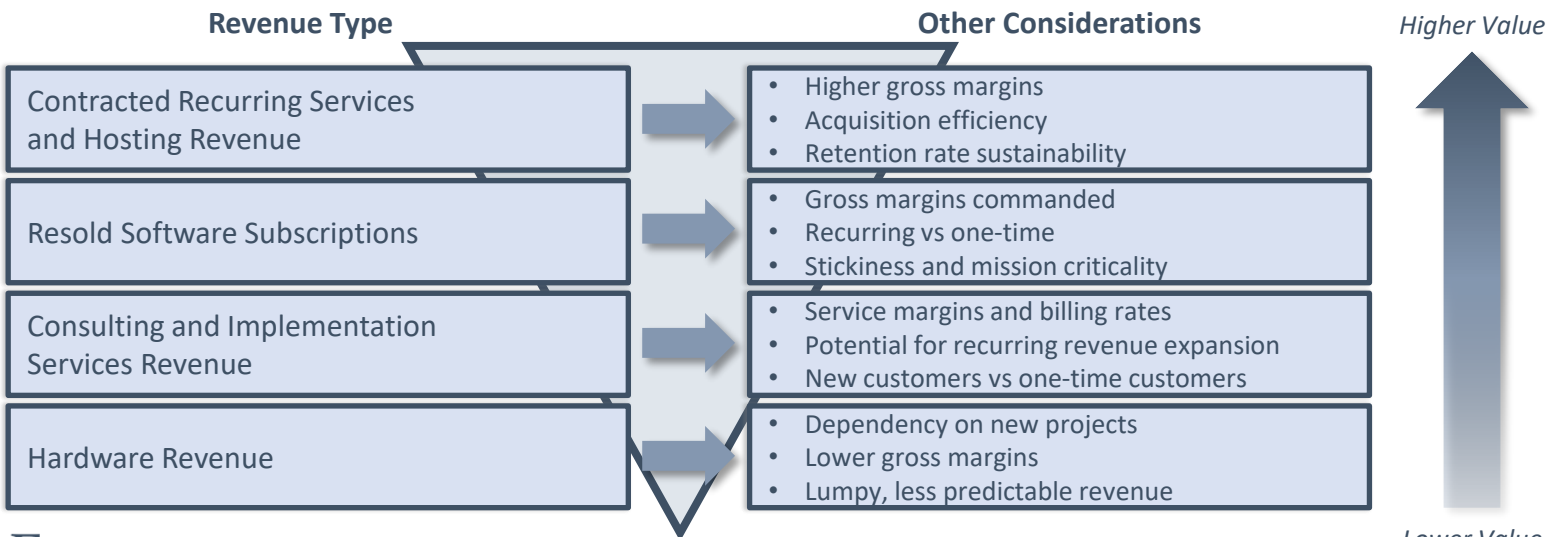 Revenue Type
Other Considerations
Higher Value
Contracted Recurring Services
and Hosting Revenue
• Higher gross margins
• Acquisition efficiency
• Retention rate sustainability
Resold Software Subscriptions
• Gross margins commanded
• Recurring vs one-time
• Stickiness and mission criticality
Consulting and Implementation
Services Revenue
• Service margins and billing rates
• Potential for recurring revenue expansion
• New customers vs one-time customers
Hardware Revenue
• Dependency on new projects
• Lower gross margins
• Lumpy, less predictable revenue
Lower Value